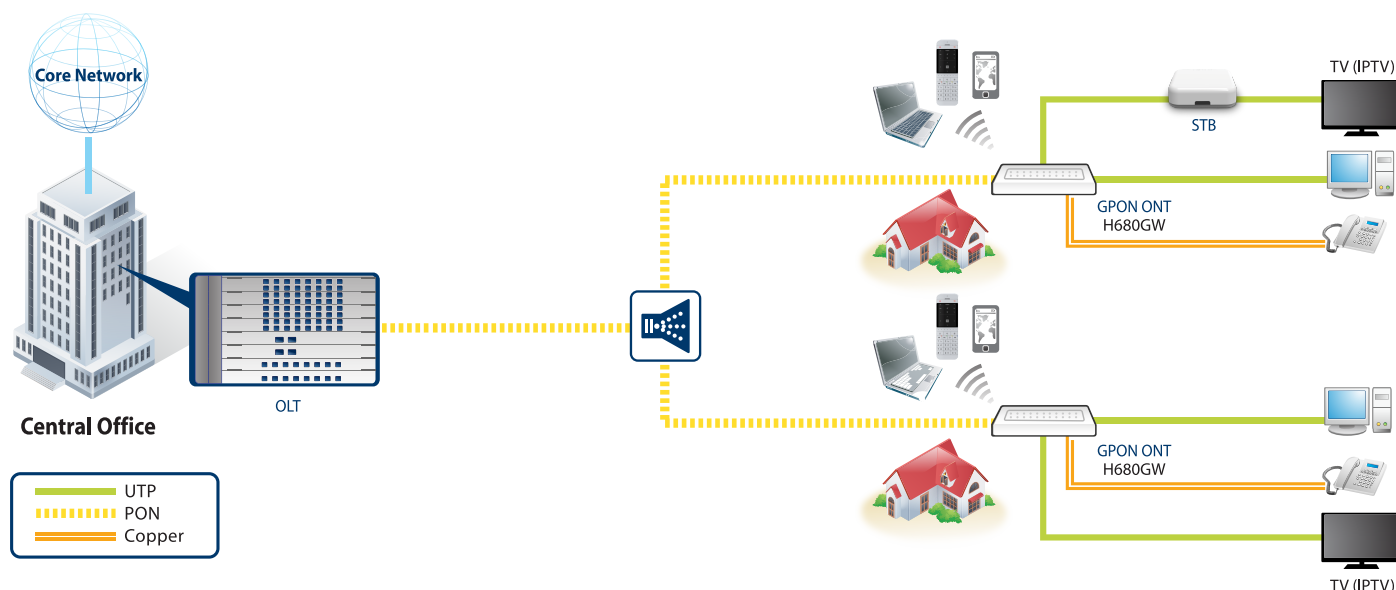 Core Network
Central Office
OLT
UTP
PON
Copper
STB
TV (IPTV)
GPON ONT
H680GW
GPON ONT
H680GW
TV (IPTV)